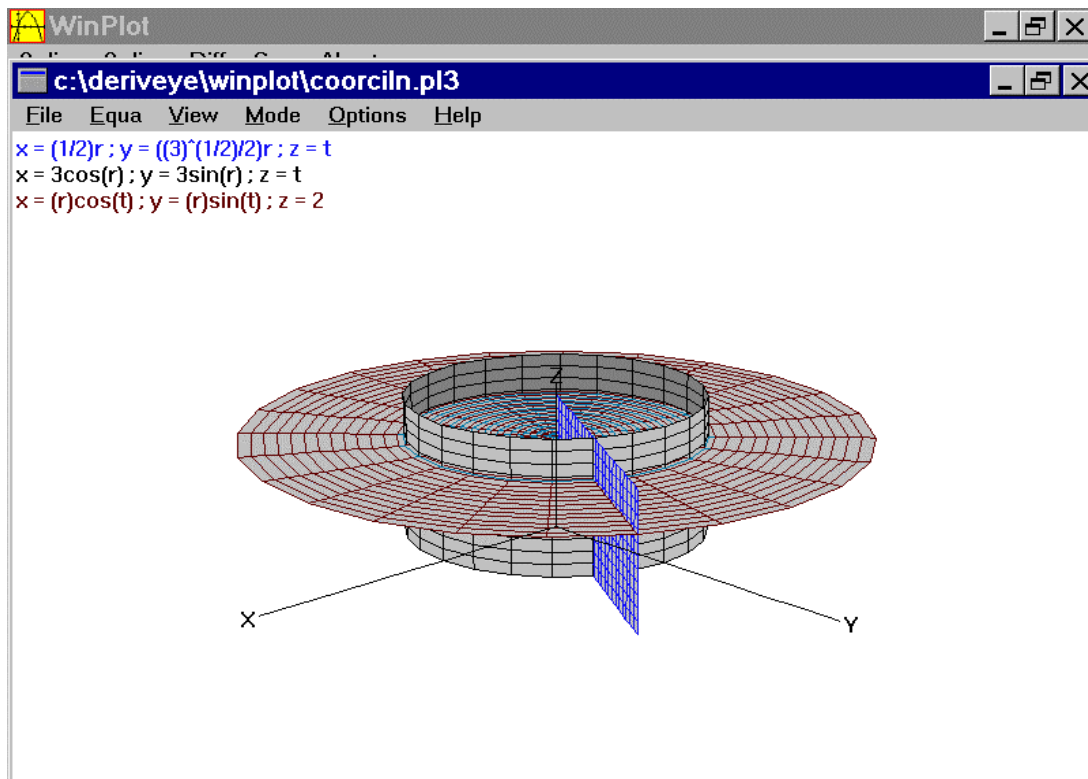 WinPlot
c:\deriveye\winplot\coorciln.pl3
File Equa View Mode Options Help
x = (1/2)r ; y = ((3)^(1/2)/2)r ; z = t
x = 3cos(r) ; y = 3sin(r) ; z = t
x = (r)cos(t) ; y = (r)sin(t) ; z = 2
Z
X
Y